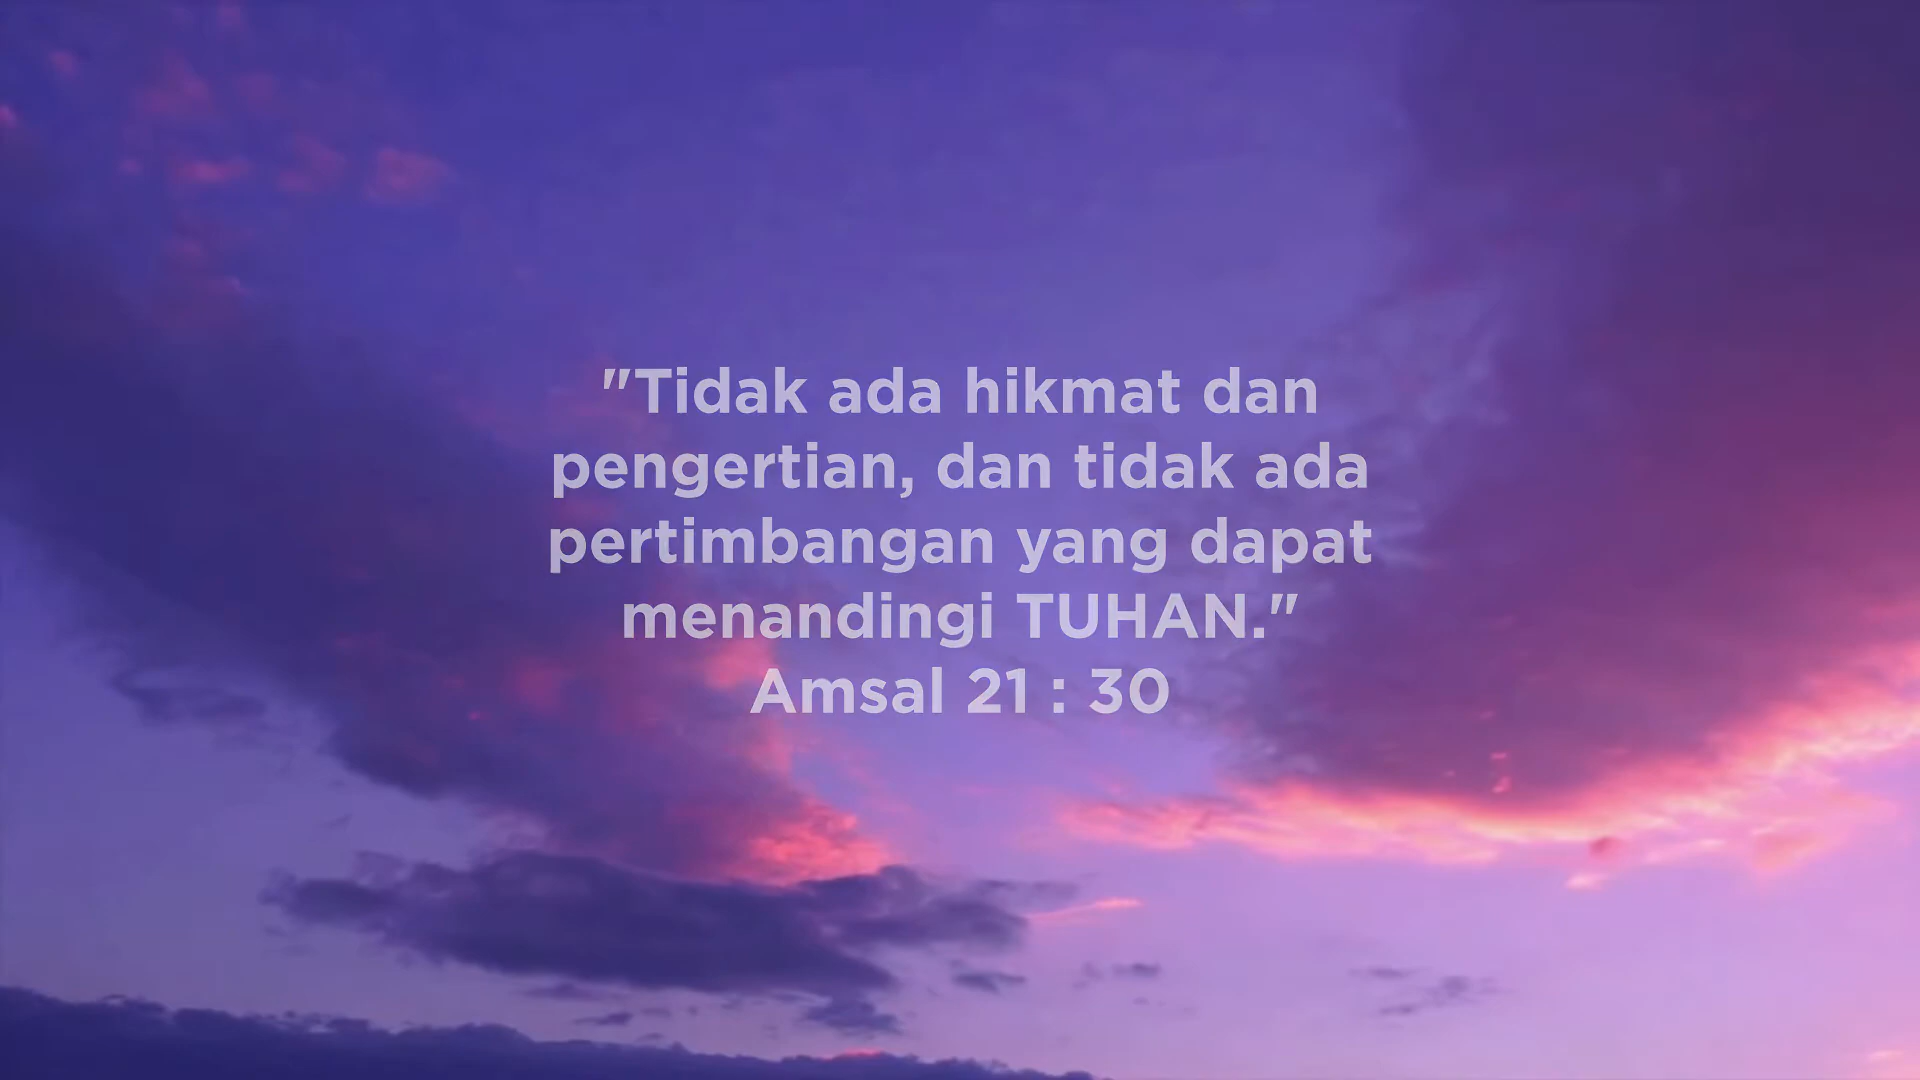 "Tidak ada hikmat dan
pengertian, dan tidak ada
pertimbangan yang dapat
menandingi TUHAN."
Amsal 21 : 30